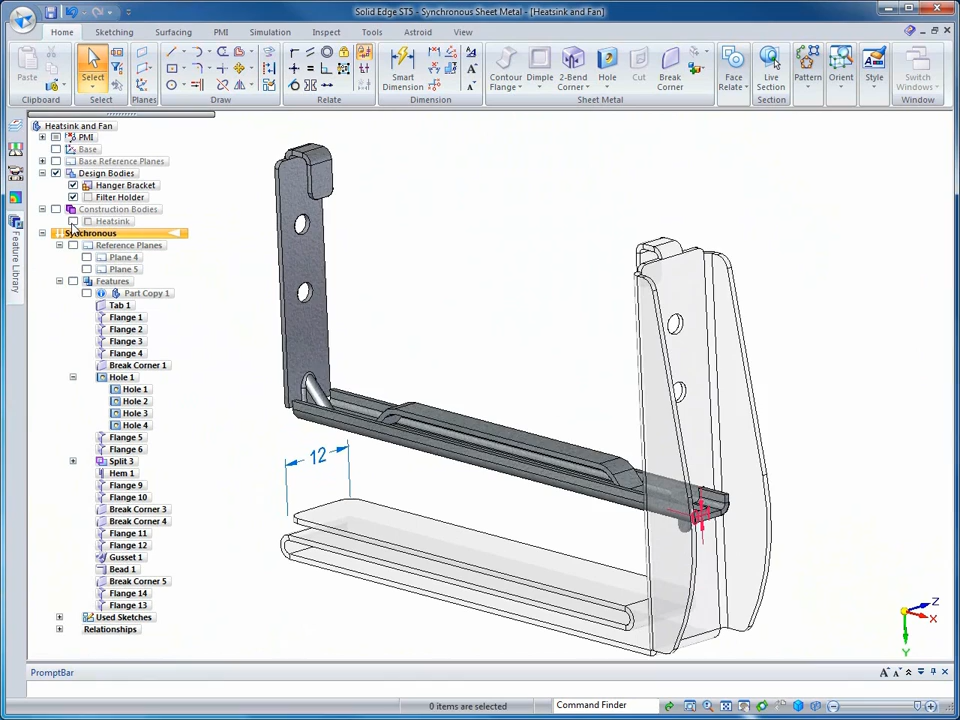 Solid Edge ST5 - Synchronous Sheet Metal - [Heatsink and Fan]
Home Sketching Surfacing PMI Simulation Inspect Tools Astroid View
Paste
Clipboard
Select
Select
Planes
Draw
Relate
Smart Dimension
Dimension
Contour Flange
Dimple
2-Bend Corner
Hole
Cut
Break Corner
Sheet Metal
Face Relate
Live Section
Section
Pattern
Orient
Style
Switch Windows
Window
Feature Library
Heatsink and Fan
PMI
Base
Base Reference Planes
Design Bodies
Hanger Bracket
Filter Holder
Construction Bodies
Heatsink
Synchronous
Reference Planes
Plane 4
Plane 5
Features
Part Copy 1
Tab 1
Flange 1
Flange 2
Flange 3
Flange 4
Break Corner 1
Hole 1
Hole 1
Hole 2
Hole 3
Hole 4
Flange 5
Flange 6
Split 3
Hem 1
Flange 9
Flange 10
Break Corner 3
Break Corner 4
Flange 11
Flange 12
Gusset 1
Bead 1
Break Corner 5
Flange 14
Flange 13
Used Sketches
Relationships
12
Z
X
Y
PromptBar
0 items are selected
Command Finder